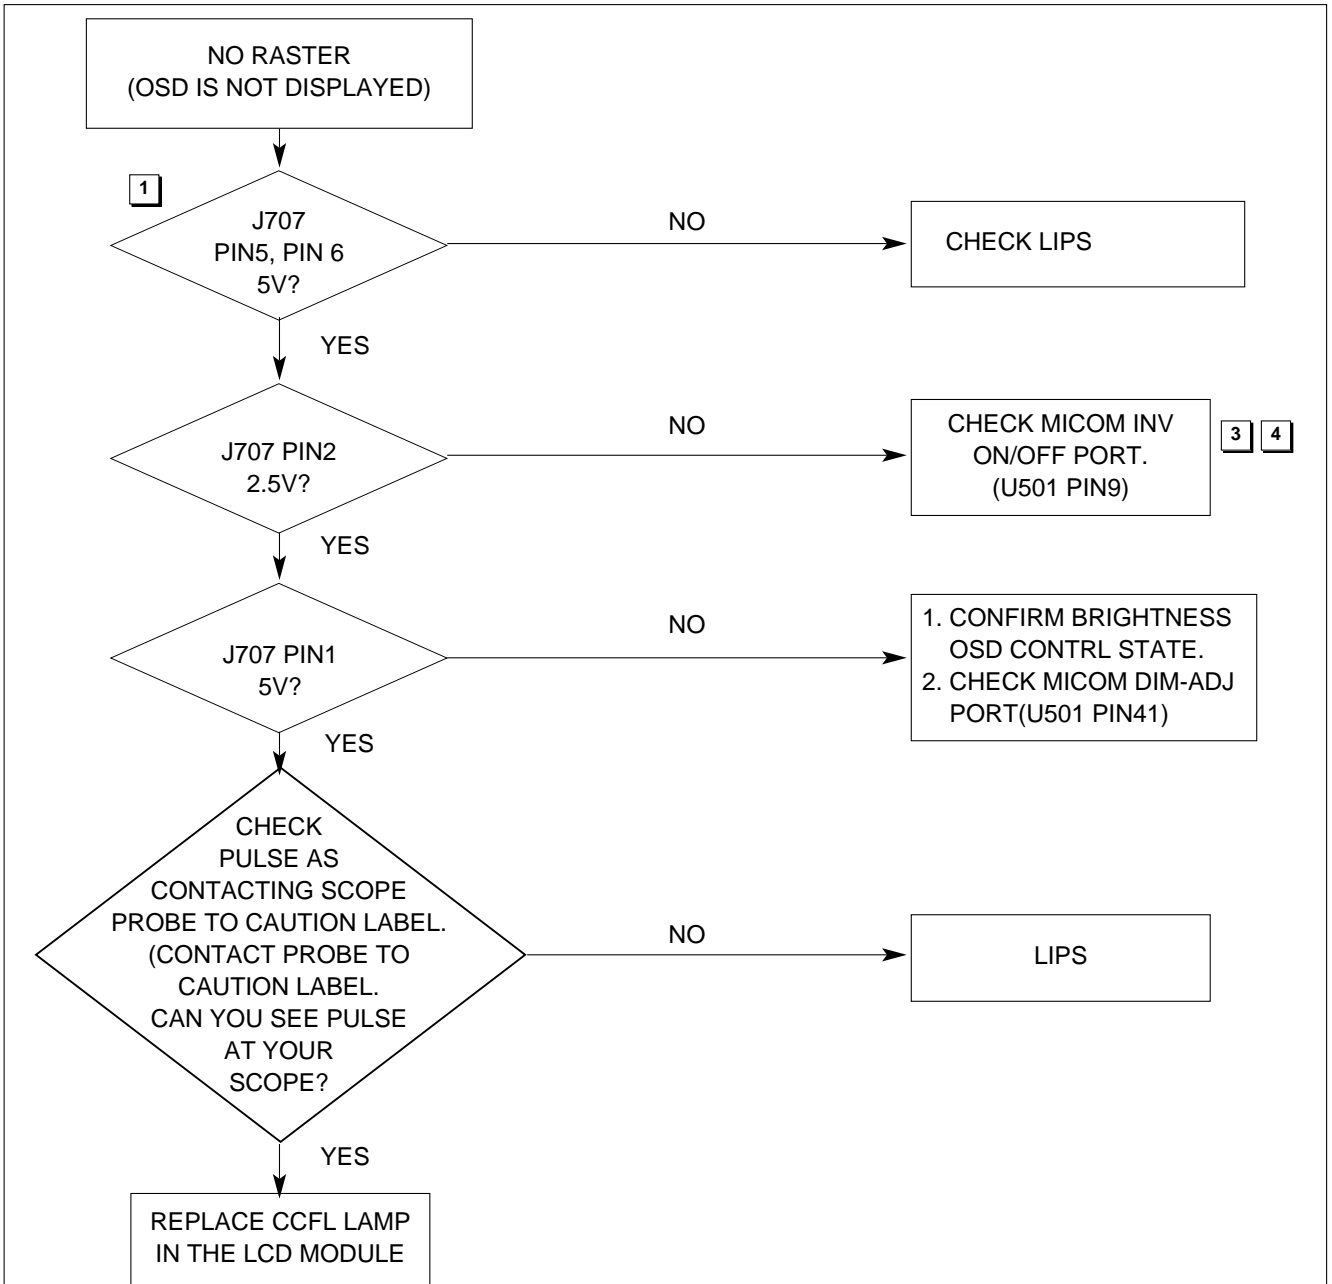 NO RASTER
(OSD IS NOT DISPLAYED)
1
J707
PIN5, PIN 6
5V?
NO
CHECK LIPS
YES
J707 PIN2
2.5V?
NO
CHECK MICOM INV
ON/OFF PORT.
(U501 PIN9)
3 4
YES
J707 PIN1
5V?
NO
1. CONFIRM BRIGHTNESS
OSD CONTRL STATE.
2. CHECK MICOM DIM-ADJ
PORT(U501 PIN41)
YES
CHECK
PULSE AS
CONTACTING SCOPE
PROBE TO CAUTION LABEL.
(CONTACT PROBE TO
CAUTION LABEL.
CAN YOU SEE PULSE
AT YOUR
SCOPE?
NO
LIPS
YES
REPLACE CCFL LAMP
IN THE LCD MODULE